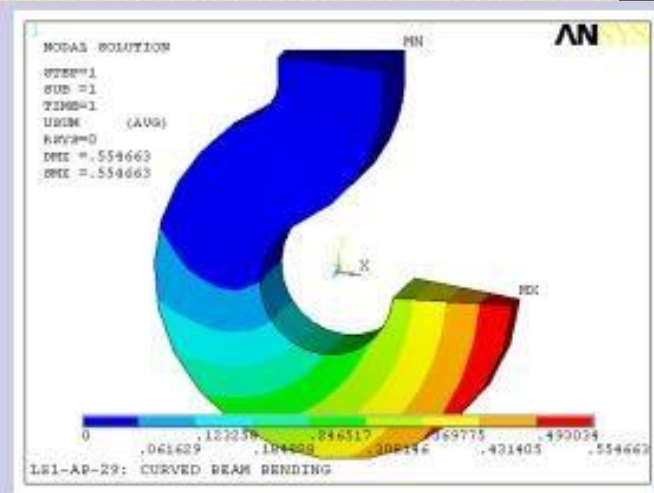 NODAL SOLUTION
STEP=1
SUB =1
TIME=1
USUM (AVG)
RSYS=0
DMX =.554663
SMX =.554663
MN
ANSYS
X
MX
0 .123258 .246517 .369775 .493034
.061629 .184888 .308146 .431405 .554663
LS1-AP-29: CURVED BEAM BENDING